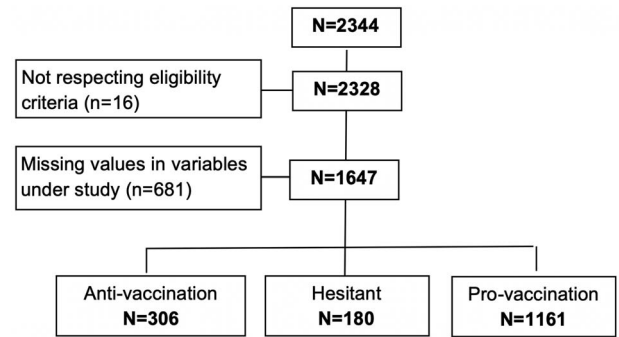 N=2344
Not respecting eligibility
criteria (n=16)
N=2328
Missing values in variables
under study (n=681)
N=1647
Anti-vaccination
N=306
Hesitant
N=180
Pro-vaccination
N=1161